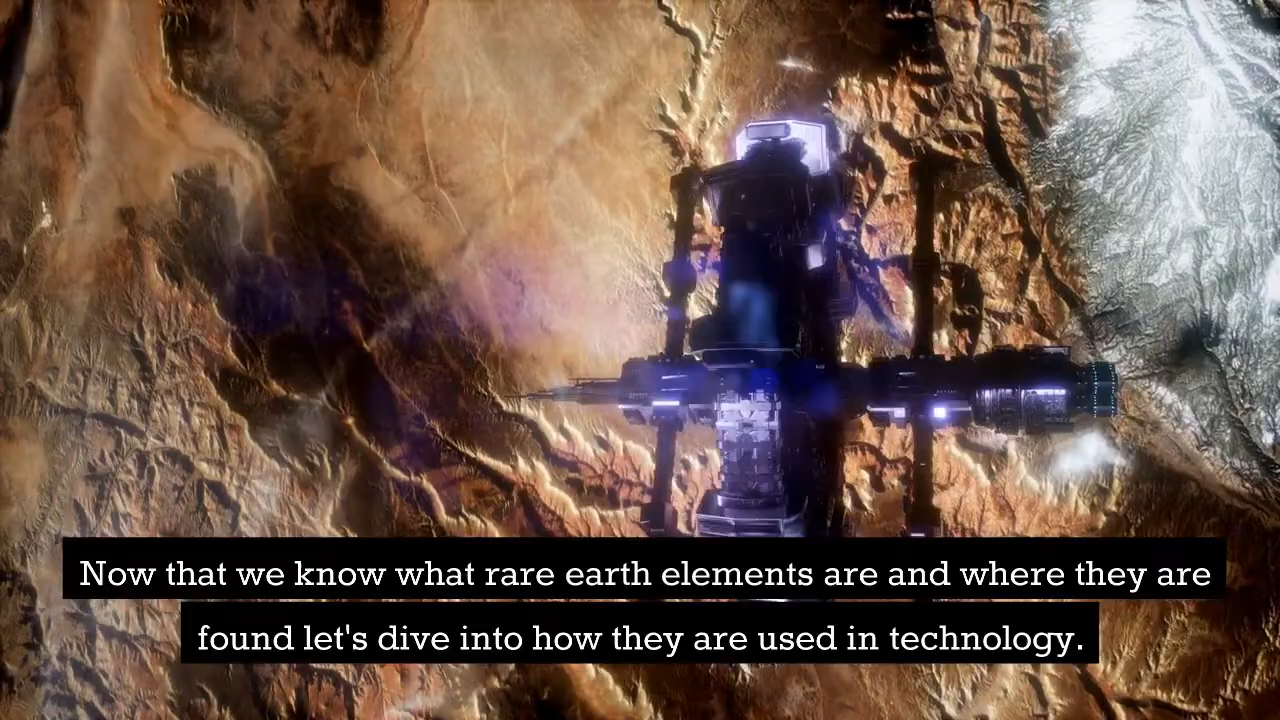 Now that we know what rare earth elements are and where they are
found let's dive into how they are used in technology.